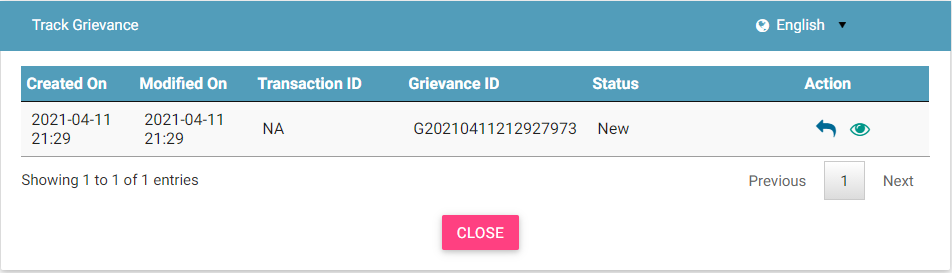 Track Grievance
English
Created On Modified On Transaction ID Grievance ID Status Action
2021-04-11 2021-04-11
21:29 21:29 NA G20210411212927973 New
Showing 1 to 1 of 1 entries
Previous 1 Next
CLOSE